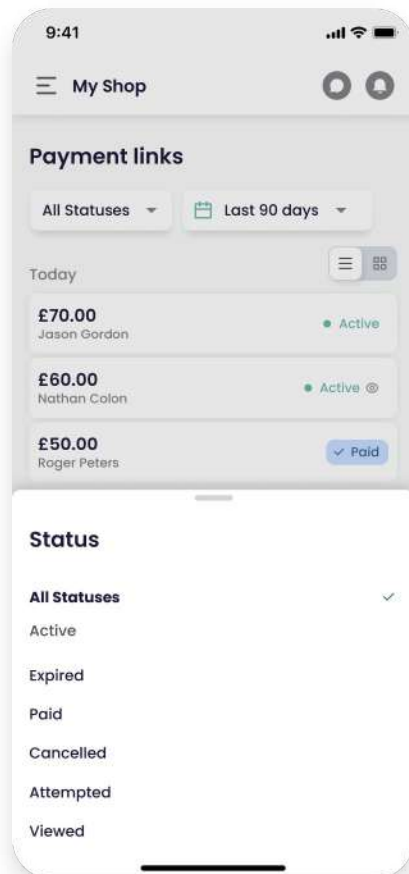 9:41
My Shop
Payment links
All Statuses
Last 90 days
Today
£70.00
Jason Gordon
Active
£60.00
Nathan Colon
Active
£50.00
Roger Peters
Paid
Status
All Statuses
Active
Expired
Paid
Cancelled
Attempted
Viewed